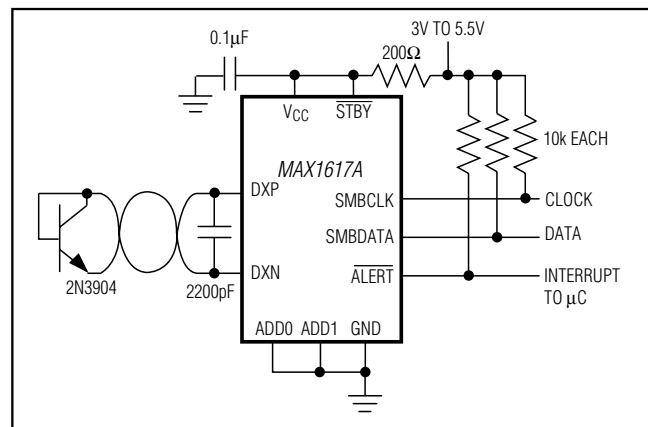 0.1μF
3V TO 5.5V
200Ω
VCC
STBY
10k EACH
MAX1617A
DXP
SMBCLK
CLOCK
SMBDATA
DATA
DXN
ALERT
INTERRUPT
TO μC
2N3904
2200pF
ADD0 ADD1 GND